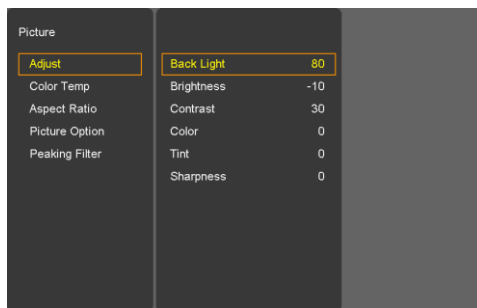 Picture
Adjust
Color Temp
Aspect Ratio
Picture Option
Peaking Filter
Back Light 80
Brightness -10
Contrast 30
Color 0
Tint 0
Sharpness 0